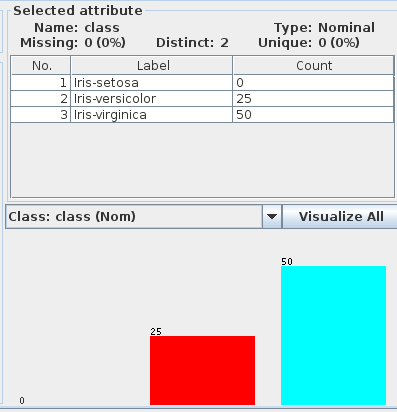 Selected attribute
Name: class Type: Nominal
Missing: 0 (0%) Distinct: 2 Unique: 0 (0%)
No. Label Count
1 Iris-setosa 0
2 Iris-versicolor 25
3 Iris-virginica 50
Class: class (Nom) Visualize All
50
25
0